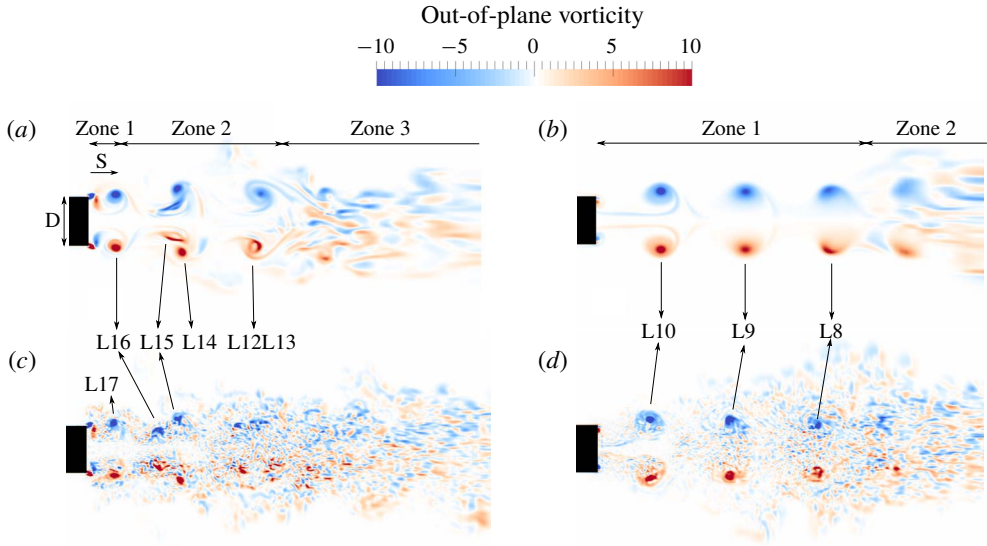 Out-of-plane vorticity
−10 −5 0 5 10
(a) Zone 1 Zone 2 Zone 3
S
D
L16 L15 L14 L12L13
(b) Zone 1 Zone 2
L10 L9 L8
(c)
L17
(d)